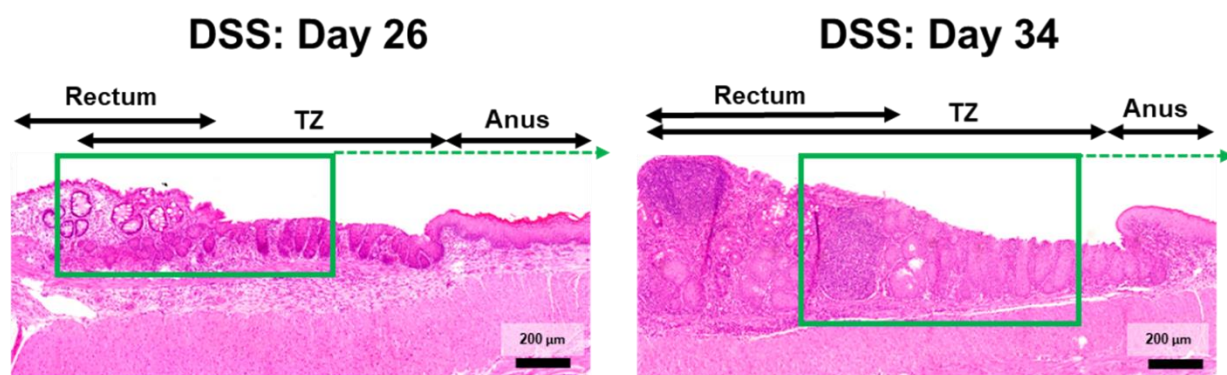 DSS: Day 26
Rectum
TZ
Anus
200 µm
DSS: Day 34
Rectum
TZ
Anus
200 µm